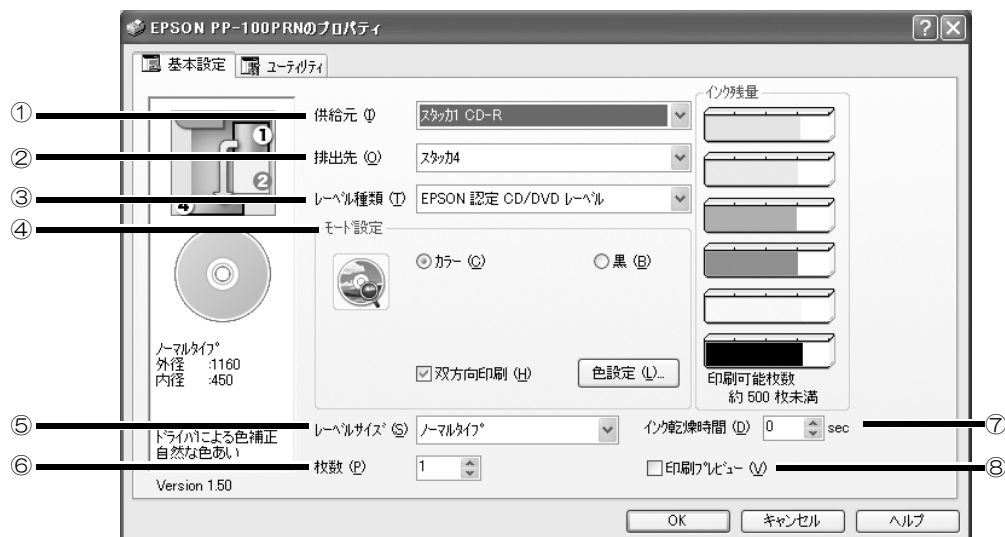 EPSON PP-100PRNのプロパティ
基本設定 ユーティリティ
① 供給元 (I) スタッカ1 CD-R
② 排出先 (O) スタッカ4
③ レーベル種類 (T) EPSON 認定 CD/DVD レーベル
④ モード設定
カラー (C) 黒 (B)
双方向印刷 (H) 色設定 (L)...
⑤ レーベルサイズ (S) ノーマルタイプ
⑥ 枚数 (P) 1
1
2
4
ノーマルタイプ
外径 :1160
内径 :450
ドライバによる色補正
自然な色あい
Version 1.50
インク残量
印刷可能枚数
約 500 枚未満
インク乾燥時間 (D) 0 sec ⑦
印刷プレビュー (V) ⑧
OK キャンセル ヘルプ